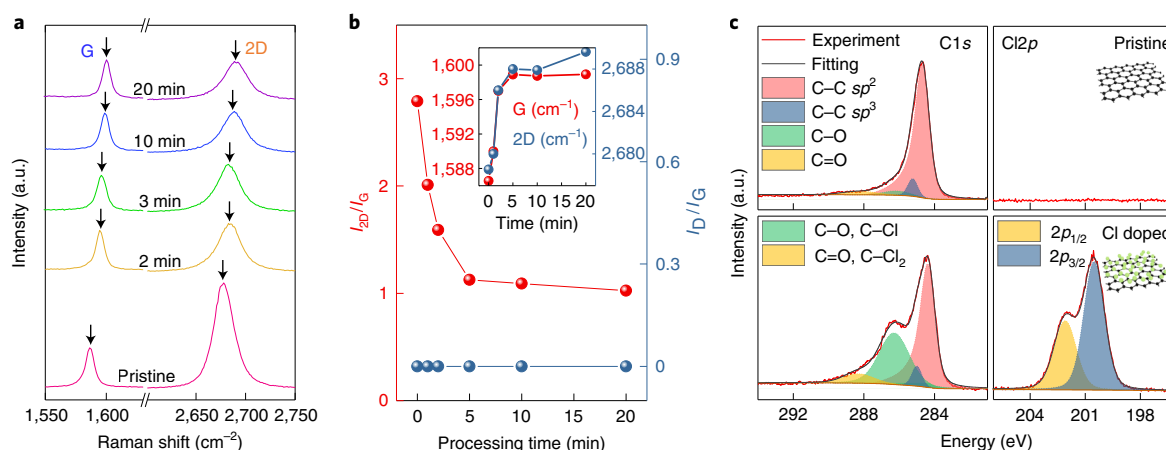 a
G
2D
20 min
10 min
3 min
2 min
Pristine
Intensity (a.u.)
1,550
1,600
2,650
2,700
2,750
Raman shift (cm⁻²)
b
3
2
1
0
I2D/IG
0.9
0.6
0.3
0
ID/IG
1,600
1,596
1,592
1,588
2,688
2,684
2,680
G (cm⁻¹)
2D (cm⁻¹)
0 5 10 15 20
Time (min)
0 5 10 15 20
Processing time (min)
c
Experiment
Fitting
C–C sp²
C–C sp³
C–O
C=O
C1s
Cl2p
Pristine
C–O, C–Cl
C=O, C–Cl₂
2p1/2
2p3/2
Cl doped
Intensity (a.u.)
292 288 284
204 201 198
Energy (eV)